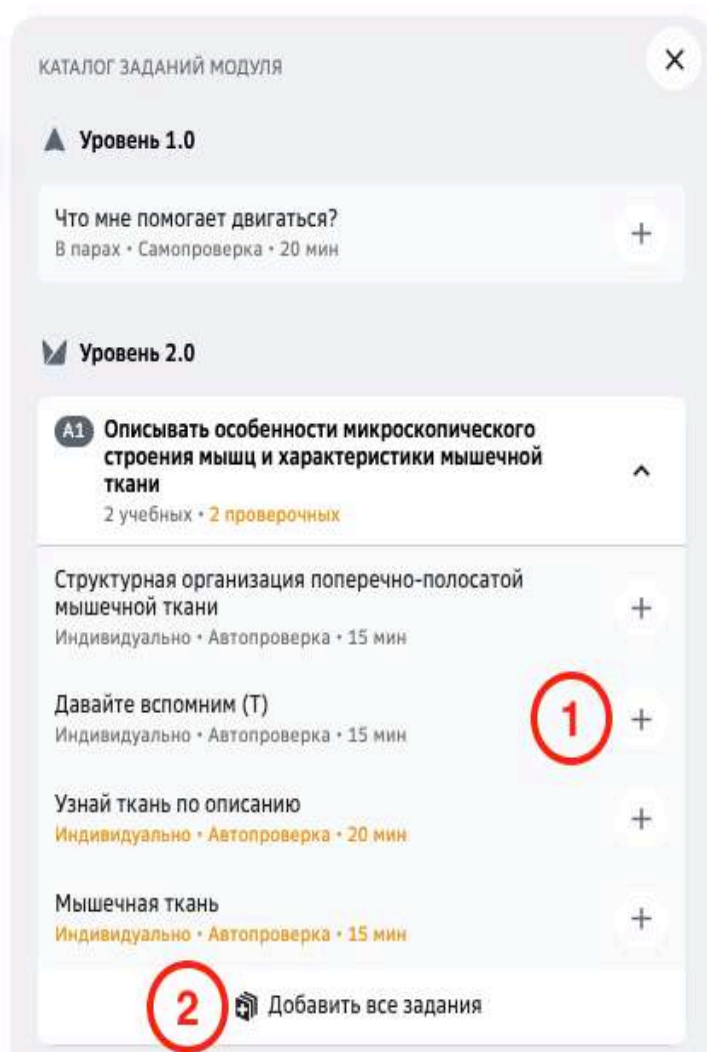 КАТАЛОГ ЗАДАНИЙ МОДУЛЯ
Уровень 1.0
Что мне помогает двигаться?
В парах • Самопроверка • 20 мин
Уровень 2.0
А1 Описывать особенности микроскопического
строения мышц и характеристики мышечной
ткани
2 учебных • 2 проверочных
Структурная организация поперечно-полосатой
мышечной ткани
Индивидуально • Автопроверка • 15 мин
Давайте вспомним (Т)
Индивидуально • Автопроверка • 15 мин
1
Узнай ткань по описанию
Индивидуально • Автопроверка • 20 мин
Мышечная ткань
Индивидуально • Автопроверка • 15 мин
2 Добавить все задания